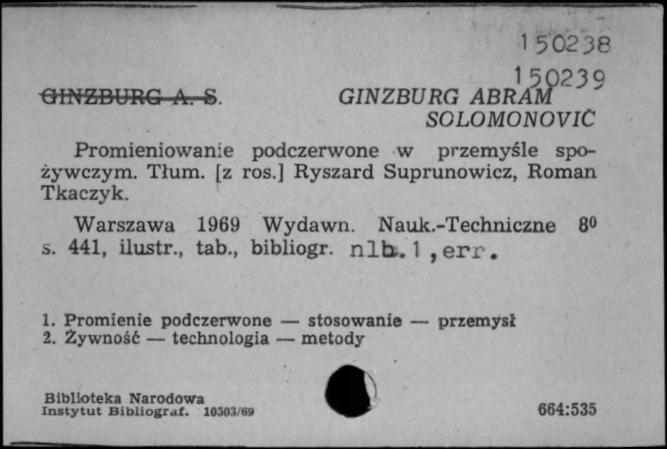 150238
150239
GINZBURG A. S. GINZBURG ABRAM
SOLOMONOVIČ
Promieniowanie podczerwone w przemyśle spo-
żywczym. Tłum. [z ros.] Ryszard Suprunowicz, Roman
Tkaczyk.
Warszawa 1969 Wydawn. Nauk.-Techniczne 8⁰
s. 441, ilustr., tab., bibliogr. nlb. 1, err.
1. Promienie podczerwone — stosowanie — przemysł
2. Żywność — technologia — metody
Biblioteka Narodowa
Instytut Bibliograf. 10503/69 664:535